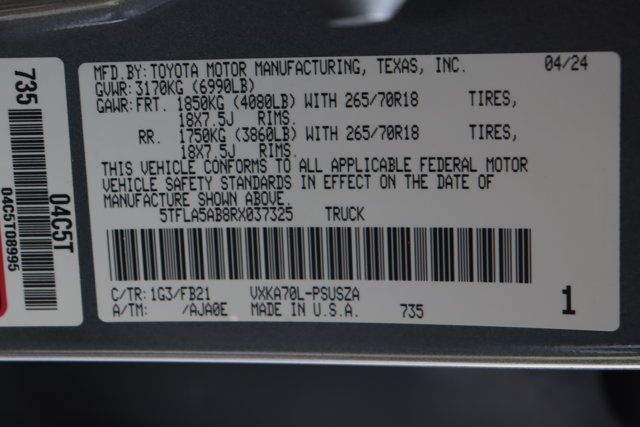 MFD.BY: TOYOTA MOTOR MANUFACTURING, TEXAS, INC. 04/24
GVWR: 3170KG (6990LB)
GAWR: FRT. 1850KG (4080LB) WITH 265/70R18 TIRES,
18X7.5J RIMS.
RR. 1750KG (3860LB) WITH 265/70R18 TIRES,
18X7.5J RIMS.
THIS VEHICLE CONFORMS TO ALL APPLICABLE FEDERAL MOTOR
VEHICLE SAFETY STANDARDS IN EFFECT ON THE DATE OF
MANUFACTURE SHOWN ABOVE.
5TFLA5AB8RX037325 TRUCK
C/TR: 1G3/FB21 VXKA70L-PSUSZA
A/TM: /AJA0E MADE IN U.S.A. 735 1
735
04C5T
04C5T08995